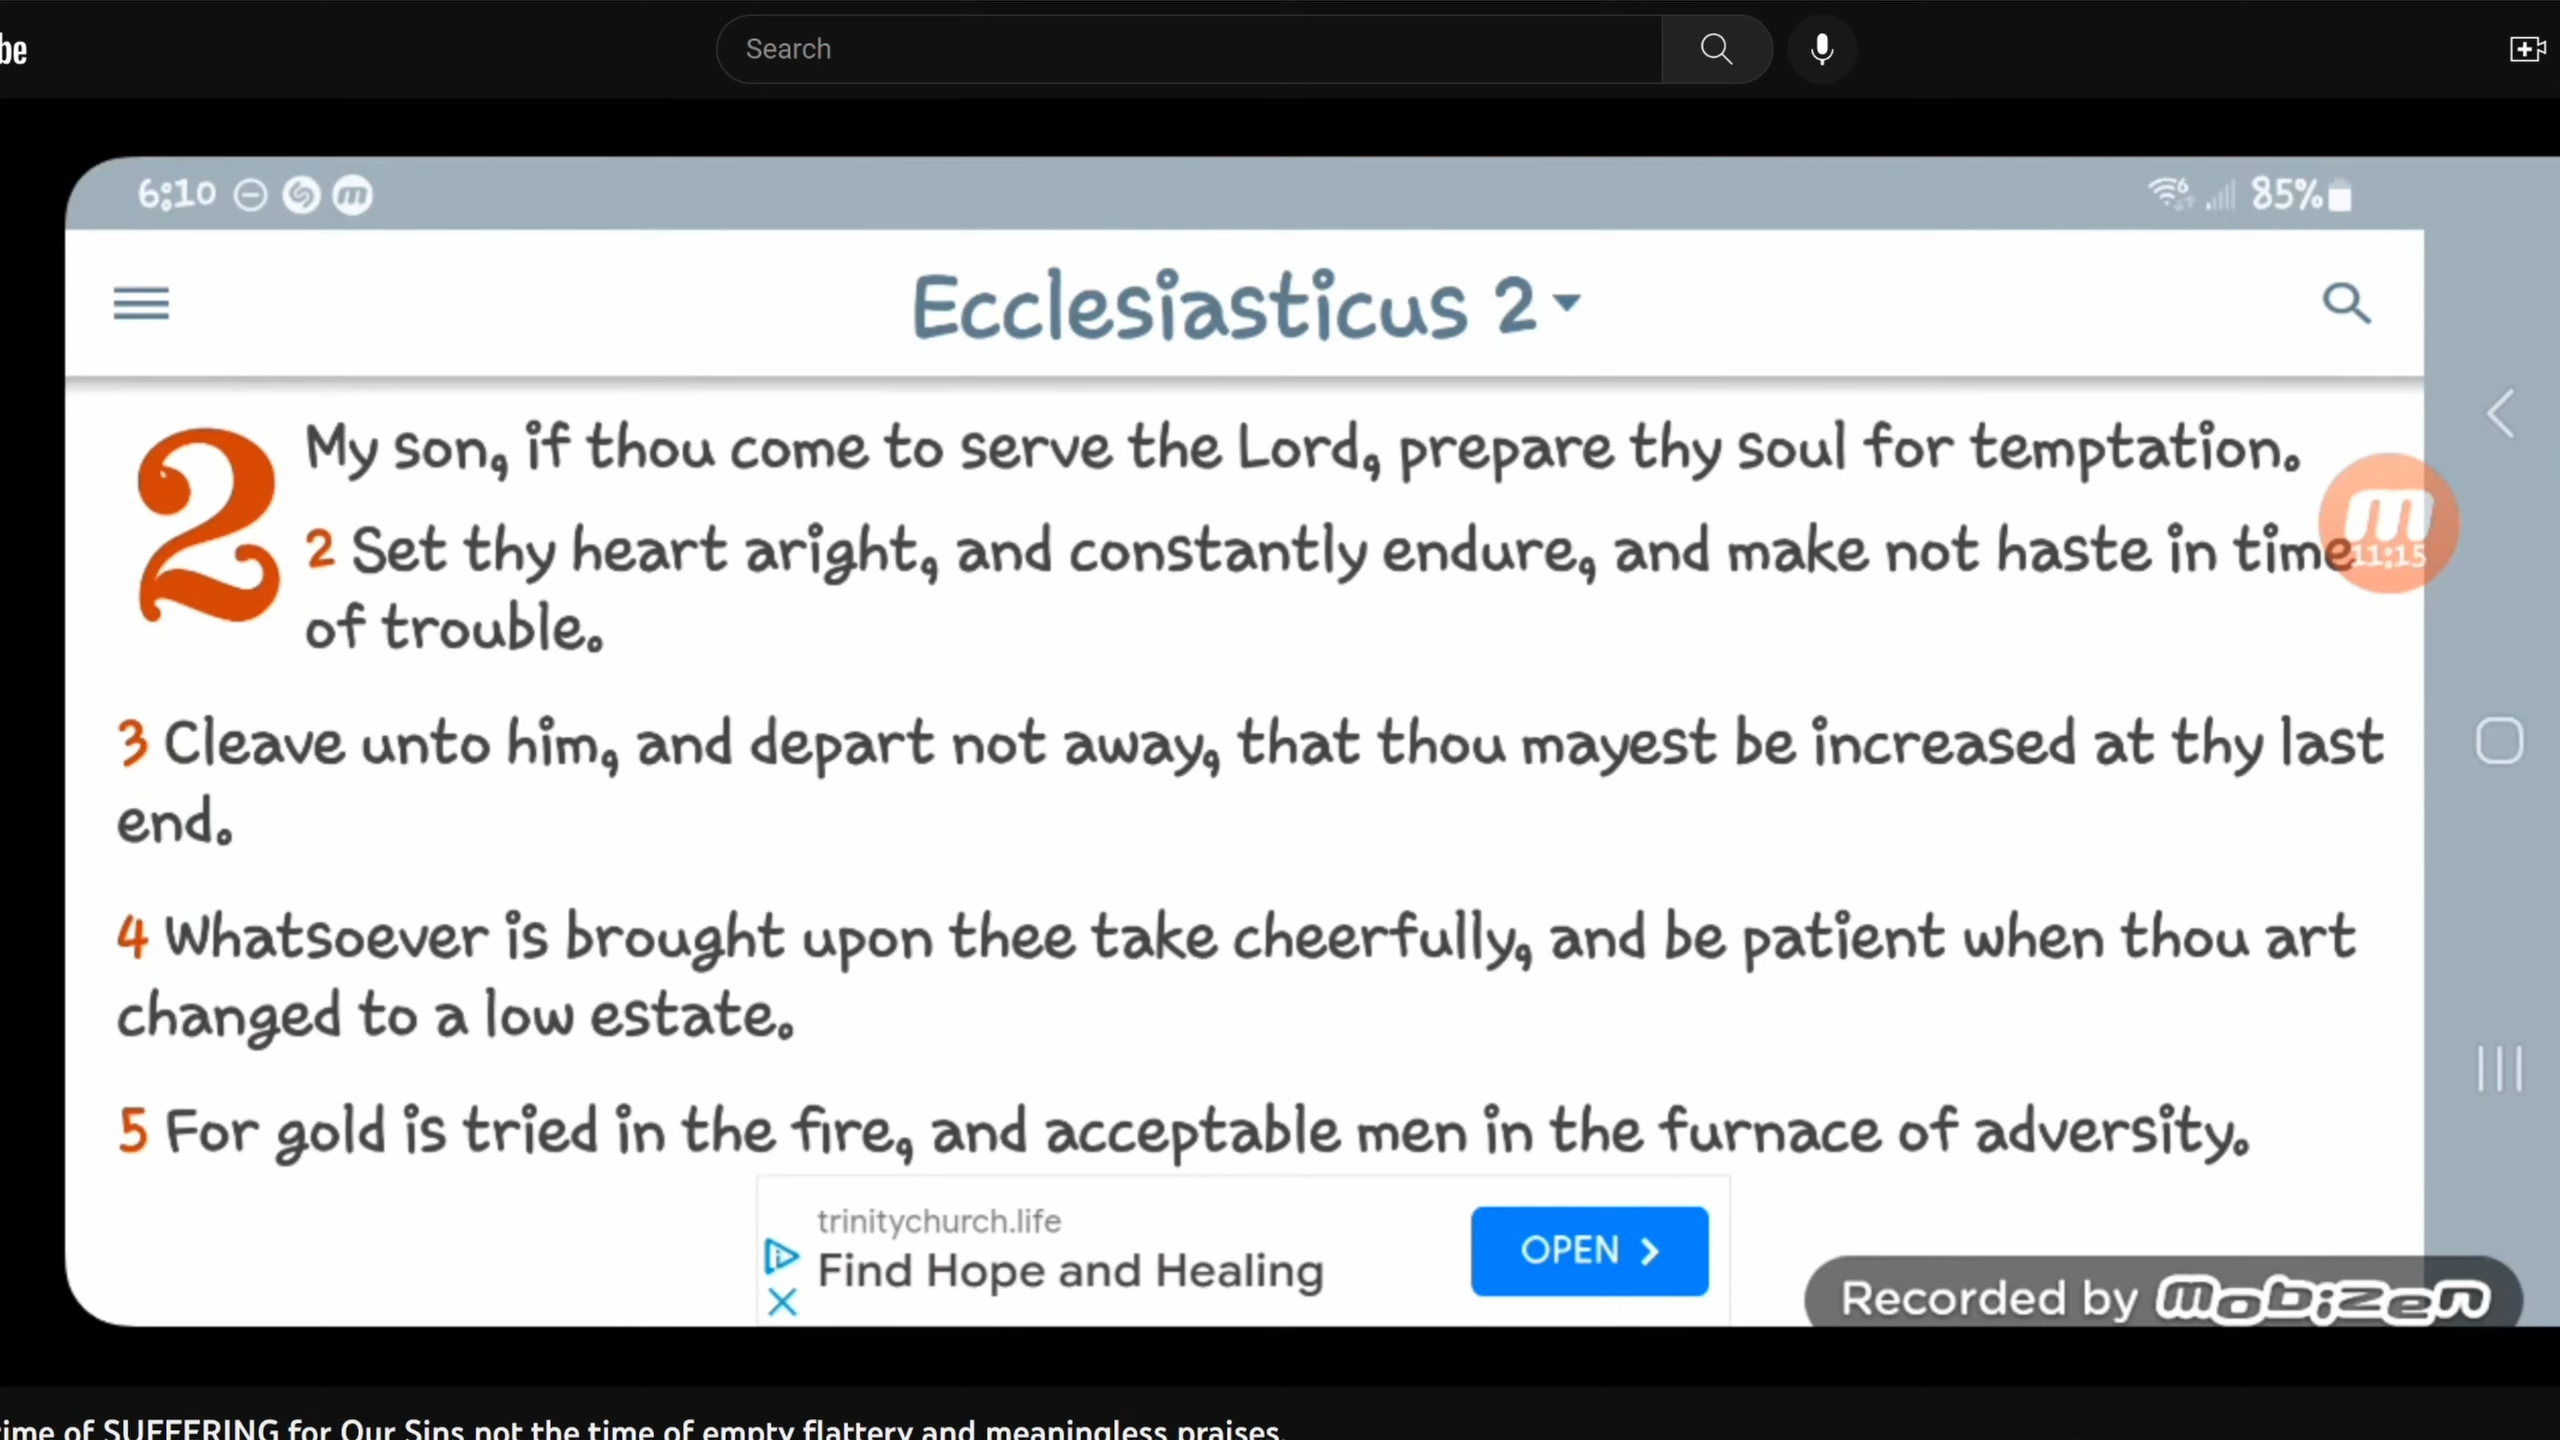 be
Search
6:10
6
85%
Ecclesiasticus 2
2 My son, if thou come to serve the Lord, prepare thy soul for temptation.
2 Set thy heart aright, and constantly endure, and make not haste in time
11:15
of trouble.
3 Cleave unto him, and depart not away, that thou mayest be increased at thy last
end.
4 Whatsoever is brought upon thee take cheerfully, and be patient when thou art
changed to a low estate.
5 For gold is tried in the fire, and acceptable men in the furnace of adversity.
trinitychurch.life
Find Hope and Healing
OPEN
Recorded by mobizen
ime of SUFFERING for Our Sins not the time of empty flattery and meaningless praises.